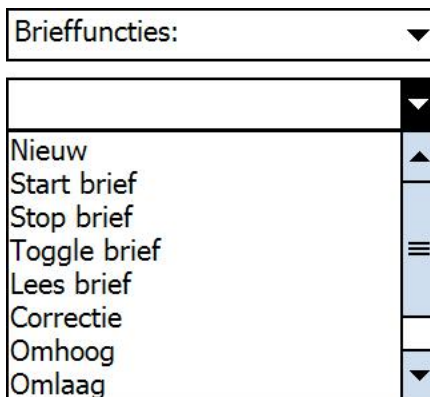 Brieffuncties:
Nieuw
Start brief
Stop brief
Toggle brief
Lees brief
Correctie
Omhoog
Omlaag